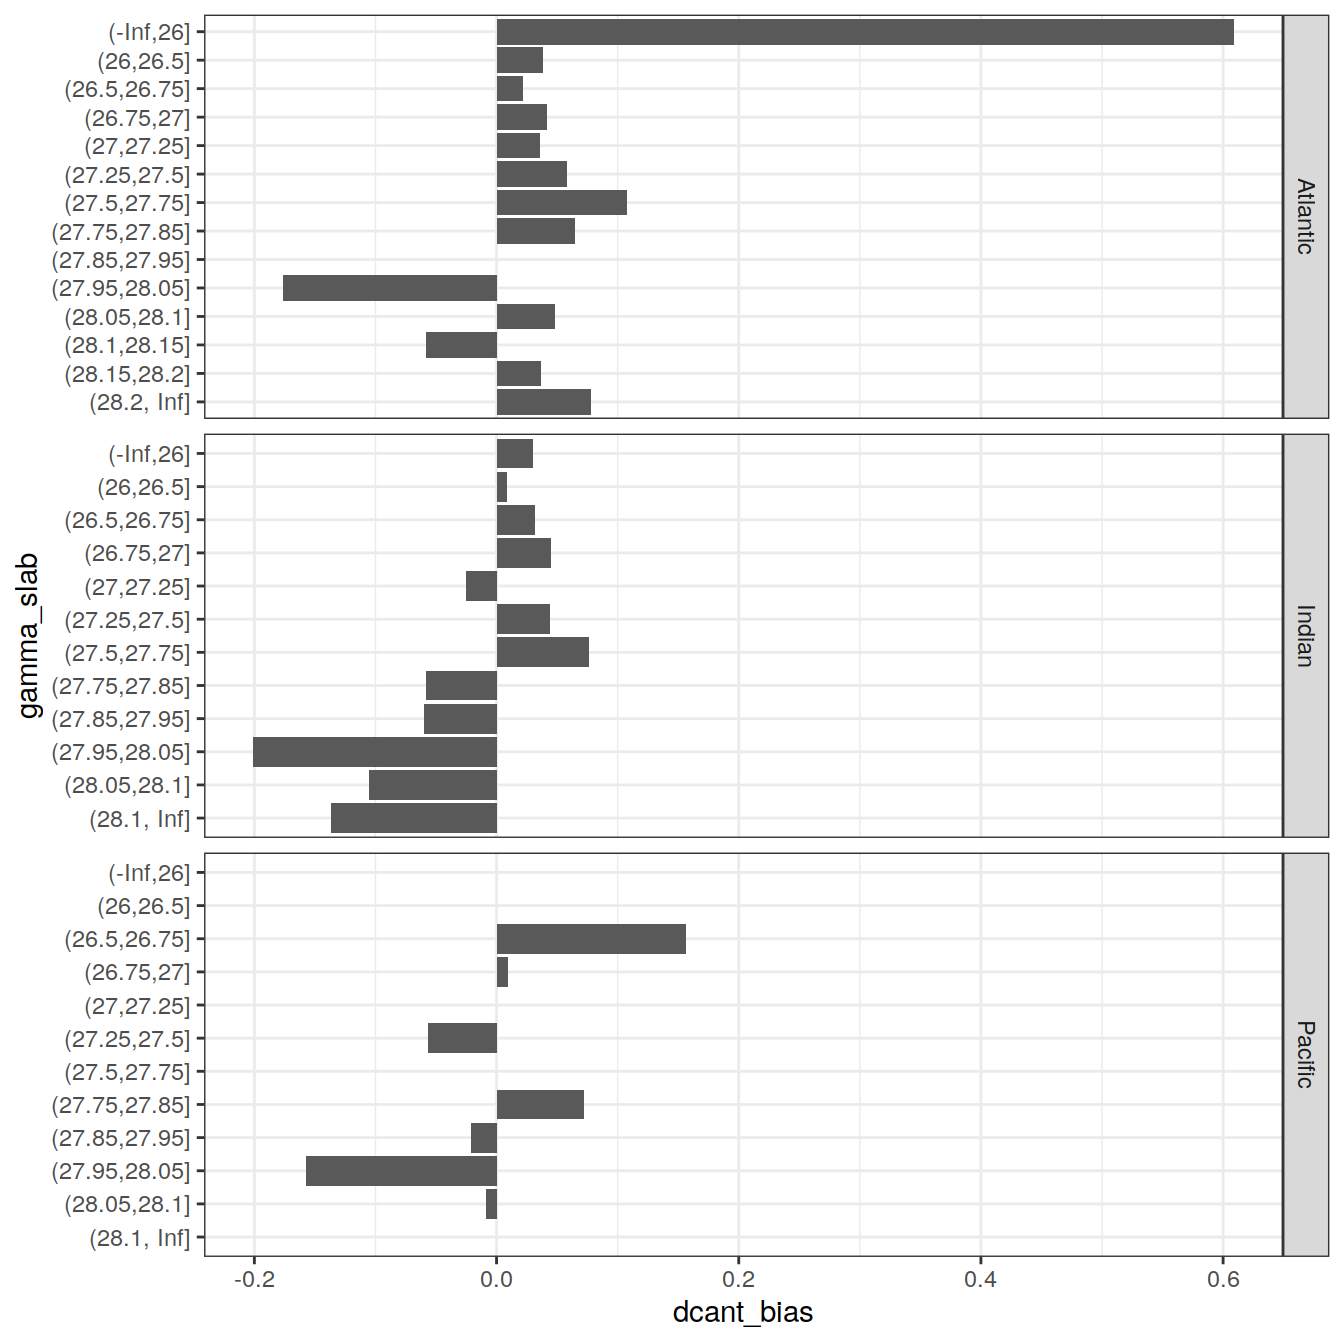 (-Inf,26]
(26,26.5]
(26.5,26.75]
(26.75,27]
(27,27.25]
(27.25,27.5]
(27.5,27.75]
(27.75,27.85]
(27.85,27.95]
(27.95,28.05]
(28.05,28.1]
(28.1,28.15]
(28.15,28.2]
(28.2, Inf]
Atlantic
(-Inf,26]
(26,26.5]
(26.5,26.75]
(26.75,27]
(27,27.25]
(27.25,27.5]
(27.5,27.75]
(27.75,27.85]
(27.85,27.95]
(27.95,28.05]
(28.05,28.1]
(28.1, Inf]
Indian
gamma_slab
(-Inf,26]
(26,26.5]
(26.5,26.75]
(26.75,27]
(27,27.25]
(27.25,27.5]
(27.5,27.75]
(27.75,27.85]
(27.85,27.95]
(27.95,28.05]
(28.05,28.1]
(28.1, Inf]
Pacific
-0.2 0.0 0.2 0.4 0.6
dcant_bias